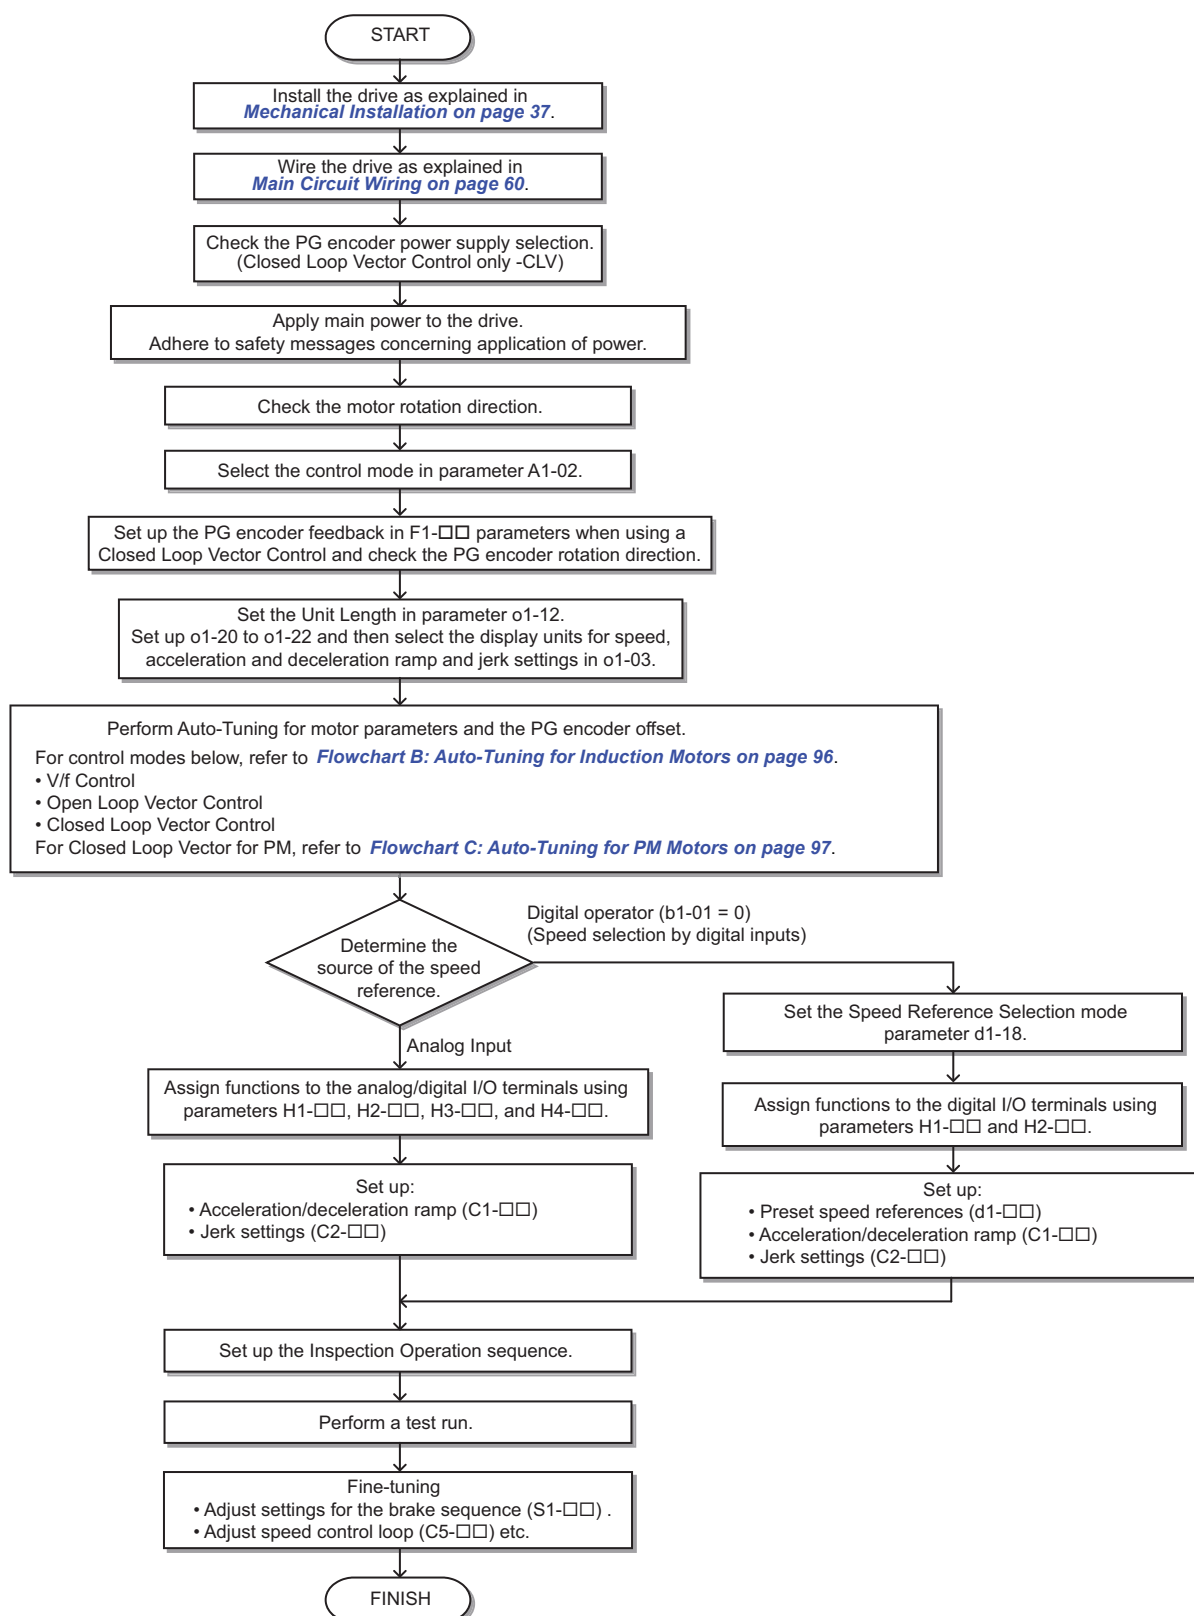 START
Install the drive as explained in
Mechanical Installation on page 37.
Wire the drive as explained in
Main Circuit Wiring on page 60.
Check the PG encoder power supply selection.
(Closed Loop Vector Control only -CLV)
Apply main power to the drive.
Adhere to safety messages concerning application of power.
Check the motor rotation direction.
Select the control mode in parameter A1-02.
Set up the PG encoder feedback in F1-□□ parameters when using a
Closed Loop Vector Control and check the PG encoder rotation direction.
Set the Unit Length in parameter o1-12.
Set up o1-20 to o1-22 and then select the display units for speed,
acceleration and deceleration ramp and jerk settings in o1-03.
Perform Auto-Tuning for motor parameters and the PG encoder offset.
For control modes below, refer to Flowchart B: Auto-Tuning for Induction Motors on page 96.
• V/f Control
• Open Loop Vector Control
• Closed Loop Vector Control
For Closed Loop Vector for PM, refer to Flowchart C: Auto-Tuning for PM Motors on page 97.
Determine the
source of the speed
reference.
Digital operator (b1-01 = 0)
(Speed selection by digital inputs)
Analog Input
Assign functions to the analog/digital I/O terminals using
parameters H1-□□, H2-□□, H3-□□, and H4-□□.
Set up:
• Acceleration/deceleration ramp (C1-□□)
• Jerk settings (C2-□□)
Set the Speed Reference Selection mode
parameter d1-18.
Assign functions to the digital I/O terminals using
parameters H1-□□ and H2-□□.
Set up:
• Preset speed references (d1-□□)
• Acceleration/deceleration ramp (C1-□□)
• Jerk settings (C2-□□)
Set up the Inspection Operation sequence.
Perform a test run.
Fine-tuning
• Adjust settings for the brake sequence (S1-□□) .
• Adjust speed control loop (C5-□□) etc.
FINISH